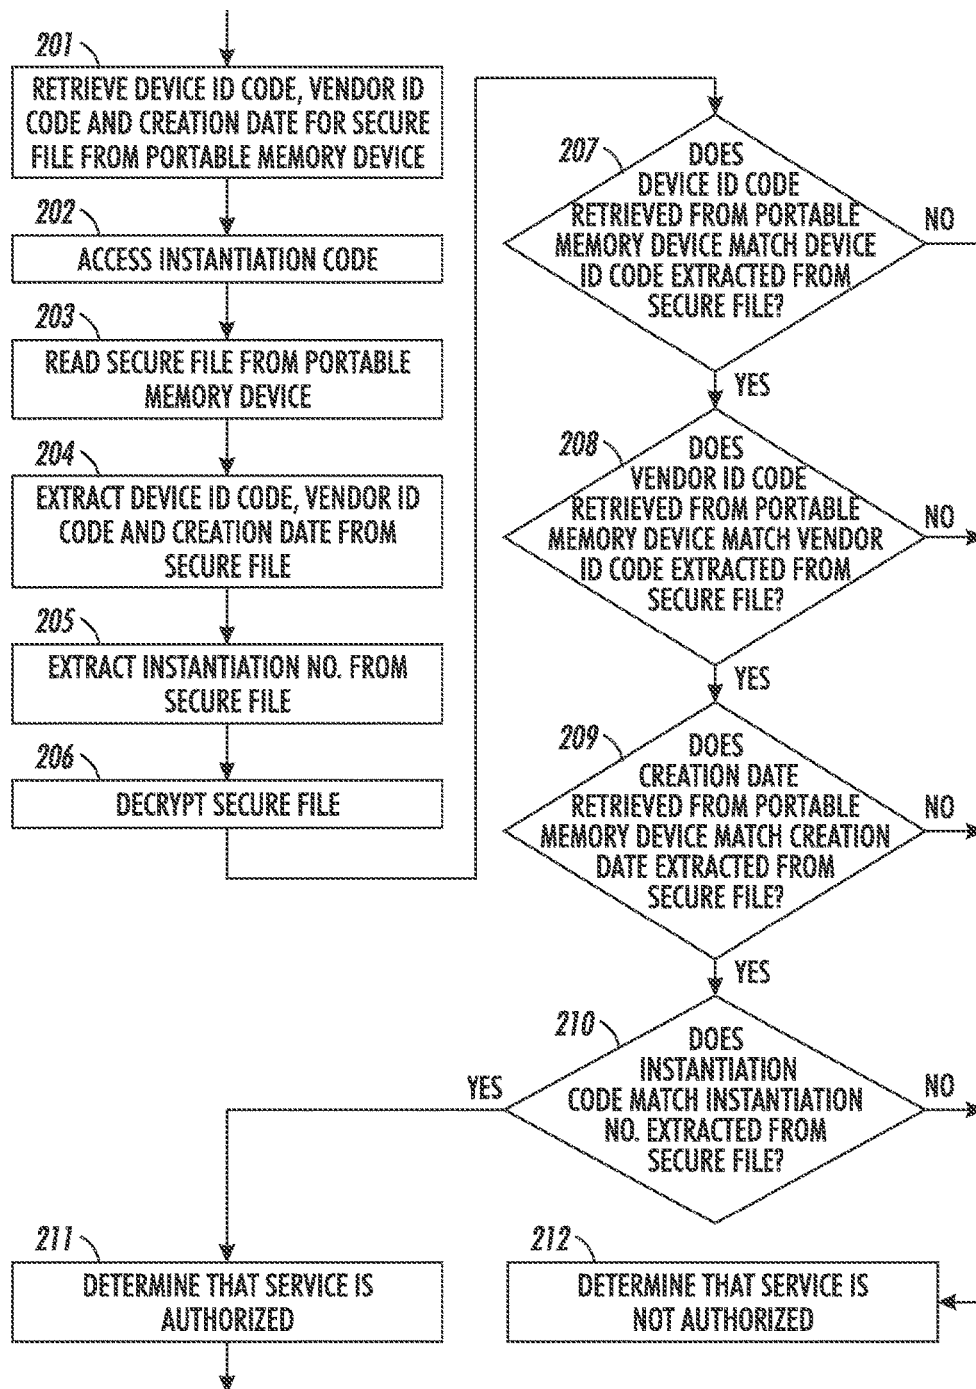 201
RETRIEVE DEVICE ID CODE, VENDOR ID
CODE AND CREATION DATE FOR SECURE
FILE FROM PORTABLE MEMORY DEVICE
202
ACCESS INSTANTIATION CODE
203
READ SECURE FILE FROM PORTABLE
MEMORY DEVICE
204
EXTRACT DEVICE ID CODE, VENDOR ID
CODE AND CREATION DATE FROM
SECURE FILE
205
EXTRACT INSTANTIATION NO. FROM
SECURE FILE
206
DECRYPT SECURE FILE
207
DOES
DEVICE ID CODE
RETRIEVED FROM PORTABLE
MEMORY DEVICE MATCH DEVICE
ID CODE EXTRACTED FROM
SECURE FILE?
NO
YES
208
DOES
VENDOR ID CODE
RETRIEVED FROM PORTABLE
MEMORY DEVICE MATCH VENDOR
ID CODE EXTRACTED FROM
SECURE FILE?
NO
YES
209
DOES
CREATION DATE
RETRIEVED FROM PORTABLE
MEMORY DEVICE MATCH CREATION
DATE EXTRACTED FROM
SECURE FILE?
NO
YES
210
DOES
INSTANTIATION
CODE MATCH INSTANTIATION
NO. EXTRACTED FROM
SECURE FILE?
YES
NO
211
DETERMINE THAT SERVICE IS
AUTHORIZED
212
DETERMINE THAT SERVICE IS
NOT AUTHORIZED